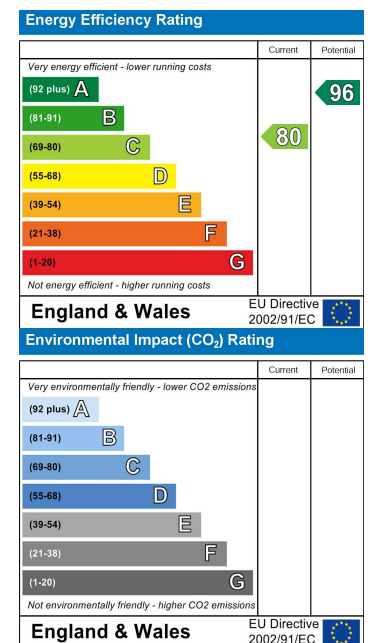 Energy Efficiency Rating
Current Potential
Very energy efficient - lower running costs
(92 plus) A
96
(81-91) B
(69-80) C
80
(55-68) D
(39-54) E
(21-38) F
(1-20) G
Not energy efficient - higher running costs
England & Wales
EU Directive
2002/91/EC
Environmental Impact (CO₂) Rating
Current Potential
Very environmentally friendly - lower CO2 emissions
(92 plus) A
(81-91) B
(69-80) C
(55-68) D
(39-54) E
(21-38) F
(1-20) G
Not environmentally friendly - higher CO2 emissions
England & Wales
EU Directive
2002/91/EC